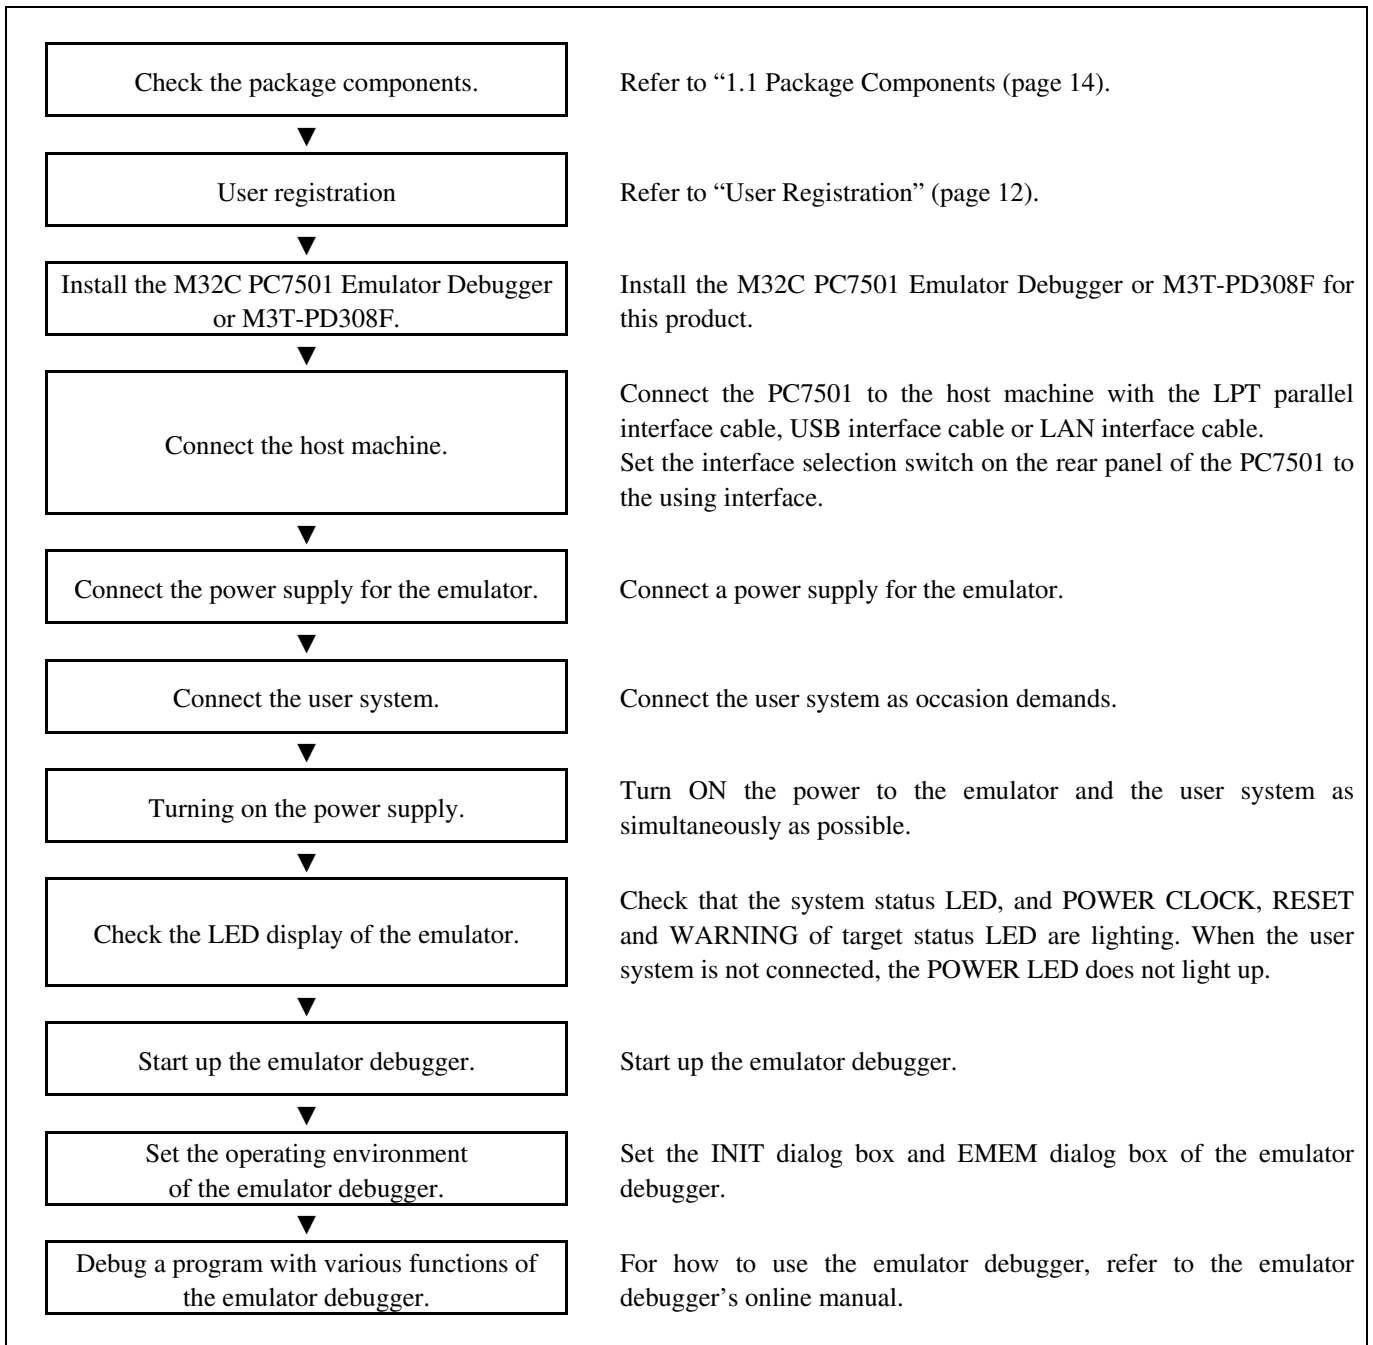 Check the package components.
Refer to “1.1 Package Components (page 14).
▼
User registration
Refer to “User Registration” (page 12).
▼
Install the M32C PC7501 Emulator Debugger
or M3T-PD308F.
Install the M32C PC7501 Emulator Debugger or M3T-PD308F for
this product.
▼
Connect the host machine.
Connect the PC7501 to the host machine with the LPT parallel
interface cable, USB interface cable or LAN interface cable.
Set the interface selection switch on the rear panel of the PC7501 to
the using interface.
▼
Connect the power supply for the emulator.
Connect a power supply for the emulator.
▼
Connect the user system.
Connect the user system as occasion demands.
▼
Turning on the power supply.
Turn ON the power to the emulator and the user system as
simultaneously as possible.
▼
Check the LED display of the emulator.
Check that the system status LED, and POWER CLOCK, RESET
and WARNING of target status LED are lighting. When the user
system is not connected, the POWER LED does not light up.
▼
Start up the emulator debugger.
Start up the emulator debugger.
▼
Set the operating environment
of the emulator debugger.
Set the INIT dialog box and EMEM dialog box of the emulator
debugger.
▼
Debug a program with various functions of
the emulator debugger.
For how to use the emulator debugger, refer to the emulator
debugger’s online manual.